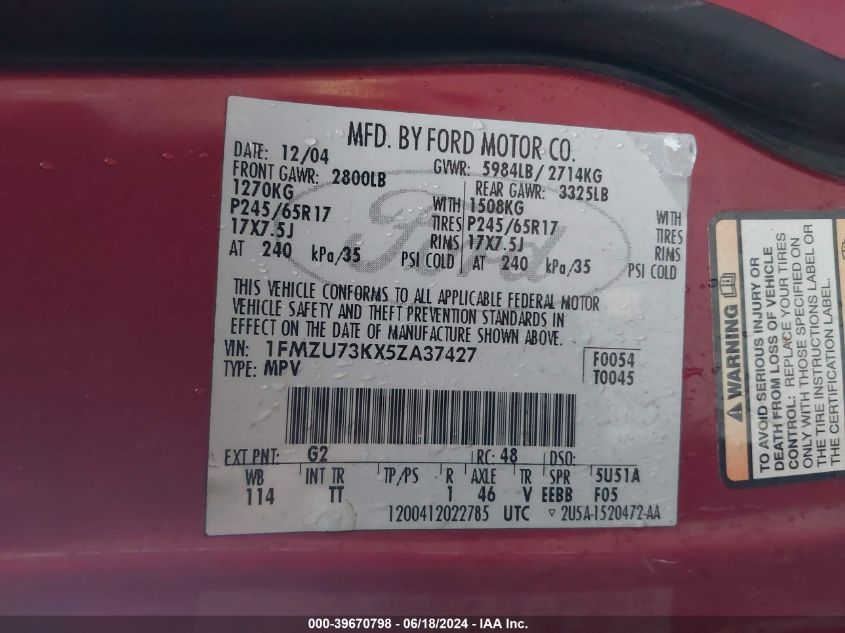 MFD. BY FORD MOTOR CO.
DATE: 12/04 GVWR: 5984LB/ 2714KG
FRONT GAWR: 2800LB REAR GAWR: 3325LB
1270KG WITH 1508KG WITH
P245/65R17 TIRES P245/65R17 TIRES
17X7.5J RINS 17X7.5J RINS
AT 240 kPa/35 PSI COLD AT 240 kPa/35 PSI COLD
Ford
THIS VEHICLE CONFORMS TO ALL APPLICABLE FEDERAL MOTOR
VEHICLE SAFETY AND THEFT PREVENTION STANDARDS IN
EFFECT ON THE DATE OF MANUFACTURE SHOWN ABOVE.
VIN: 1FMZU73KX5ZA37427 F0054
TYPE: MPV T0045
EXT PNT: G2 RC: 48 DSO:
WB INT TR TP/PS R AXLE TR SPR 5U51A
114 TT 1 46 V EEBB F05
1200412022785 UTC ▽ 2U5A-1520472-AA
WARNING
TO AVOID SERIOUS INJURY OR
DEATH FROM LOSS OF VEHICLE
CONTROL: REPLACE YOUR TIRES
ONLY WITH THOSE SPECIFIED ON
THE TIRE INSTRUCTIONS LABEL OR
THE CERTIFICATION LABEL.
000-39670798 - 06/18/2024 - IAA Inc.